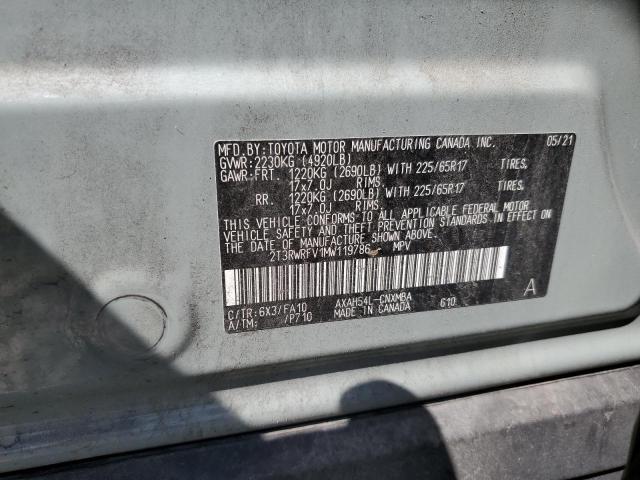 MFD.BY:TOYOTA MOTOR MANUFACTURING CANADA INC. 05/21
GVWR:2230KG (4920LB)
GAWR:FRT. 1220KG (2690LB) WITH 225/65R17 TIRES,
17x7.0J RIMS
RR. 1220KG (2690LB) WITH 225/65R17 TIRES,
17x7.0J RIMS
THIS VEHICLE CONFORMS TO ALL APPLICABLE FEDERAL MOTOR
VEHICLE SAFETY AND BUMPER STANDARDS IN EFFECT ON
THE DATE OF MANUFACTURE SHOWN ABOVE.
2T3RWRFV1MW119786 MPV
C/TR:6X3/FA10 AXAH54L-CNXMBA 610 A
A/TM: /P710 MADE IN CANADA